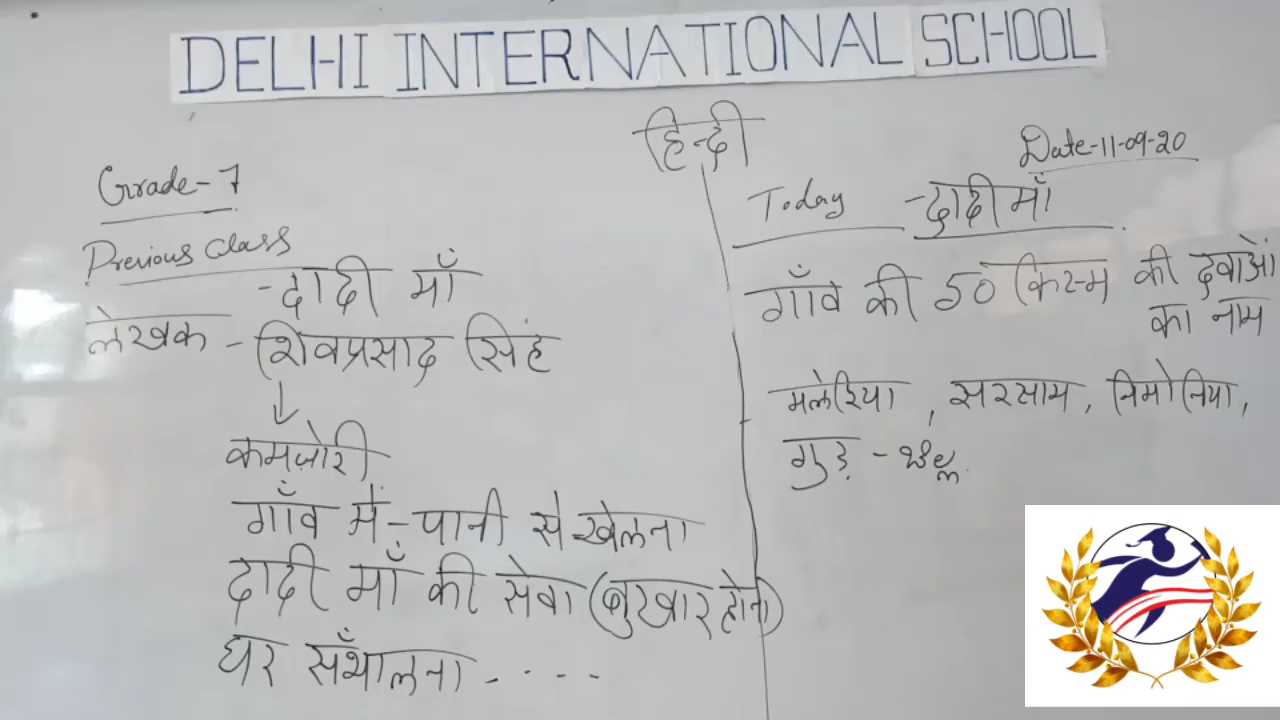 DELHI INTERNATIONAL SCHOOL
हिन्दी
Date-11-09-20
Grade-7
Previous Class
-दादी माँ
लेखक - शिवप्रसाद सिंह
कमज़ोरी
गाँव में - पानी से खेलना
दादी माँ की सेवा (बुखार होना)
घर सँभालना - - - - -
Today - दादी माँ
गाँव की 50 किस्म की दवाओं
का नाम
मलेरिया, सरसाम, निमोनिया,
गुड़ -